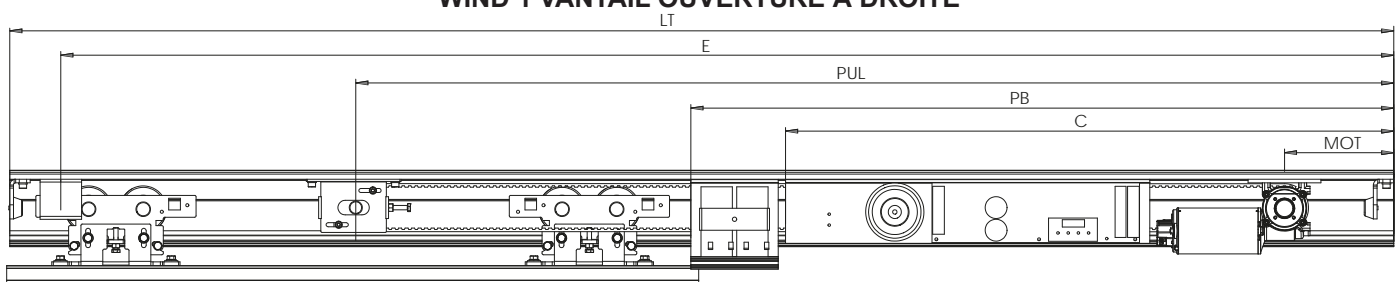 WIND 1 VANTAIL OUVERTURE À DROITE
LT
E
PUL
PB
C
MOT